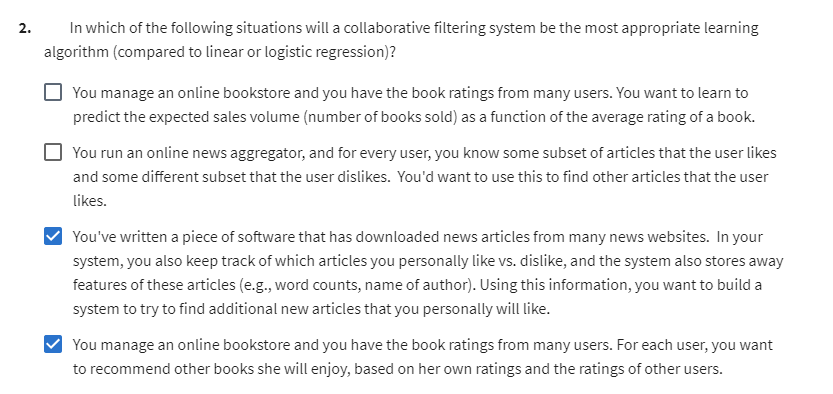 2. In which of the following situations will a collaborative filtering system be the most appropriate learning
algorithm (compared to linear or logistic regression)?
You manage an online bookstore and you have the book ratings from many users. You want to learn to
predict the expected sales volume (number of books sold) as a function of the average rating of a book.
You run an online news aggregator, and for every user, you know some subset of articles that the user likes
and some different subset that the user dislikes. You'd want to use this to find other articles that the user
likes.
You've written a piece of software that has downloaded news articles from many news websites. In your
system, you also keep track of which articles you personally like vs. dislike, and the system also stores away
features of these articles (e.g., word counts, name of author). Using this information, you want to build a
system to try to find additional new articles that you personally will like.
You manage an online bookstore and you have the book ratings from many users. For each user, you want
to recommend other books she will enjoy, based on her own ratings and the ratings of other users.